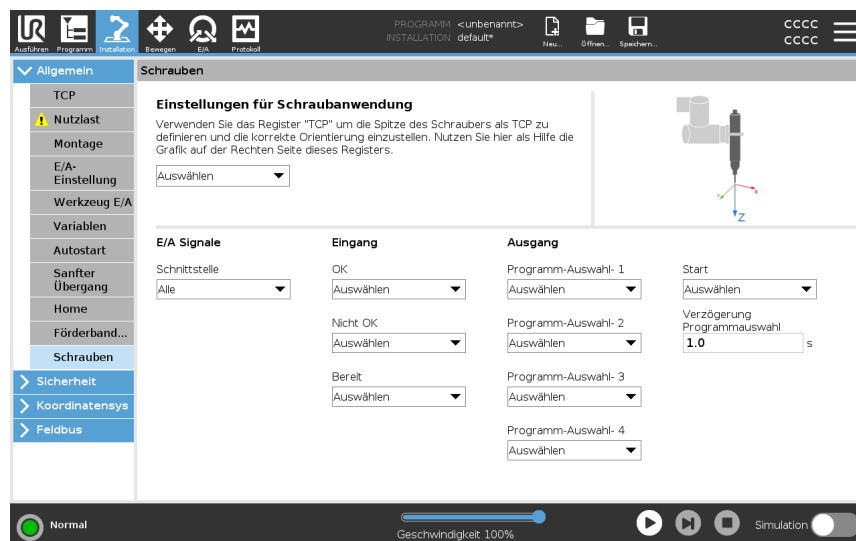 PROGRAMM <unbenannt>
INSTALLATION default*
Ausführen Programm Installation Bewegen E/A Protokoll
Neu... Öffnen... Speichern...
CCCC
CCCC
Allgemein
TCP
Nutzlast
Montage
E/A-
Einstellung
Werkzeug E/A
Variablen
Autostart
Sanfter
Übergang
Home
Förderband...
Schrauben
Sicherheit
Koordinatensys
Feldbus
Schrauben
Einstellungen für Schraubanwendung
Verwenden Sie das Register "TCP" um die Spitze des Schraubers als TCP zu
definieren und die korrekte Orientierung einzustellen. Nutzen Sie hier als Hilfe die
Grafik auf der Rechten Seite dieses Registers.
Auswählen
Z
E/A Signale
Schnittstelle
Alle
Eingang
OK
Auswählen
Nicht OK
Auswählen
Bereit
Auswählen
Ausgang
Programm-Auswahl- 1
Auswählen
Programm-Auswahl- 2
Auswählen
Programm-Auswahl- 3
Auswählen
Programm-Auswahl- 4
Auswählen
Start
Auswählen
Verzögerung
Programmauswahl
1.0 s
Normal
Geschwindigkeit 100%
Simulation